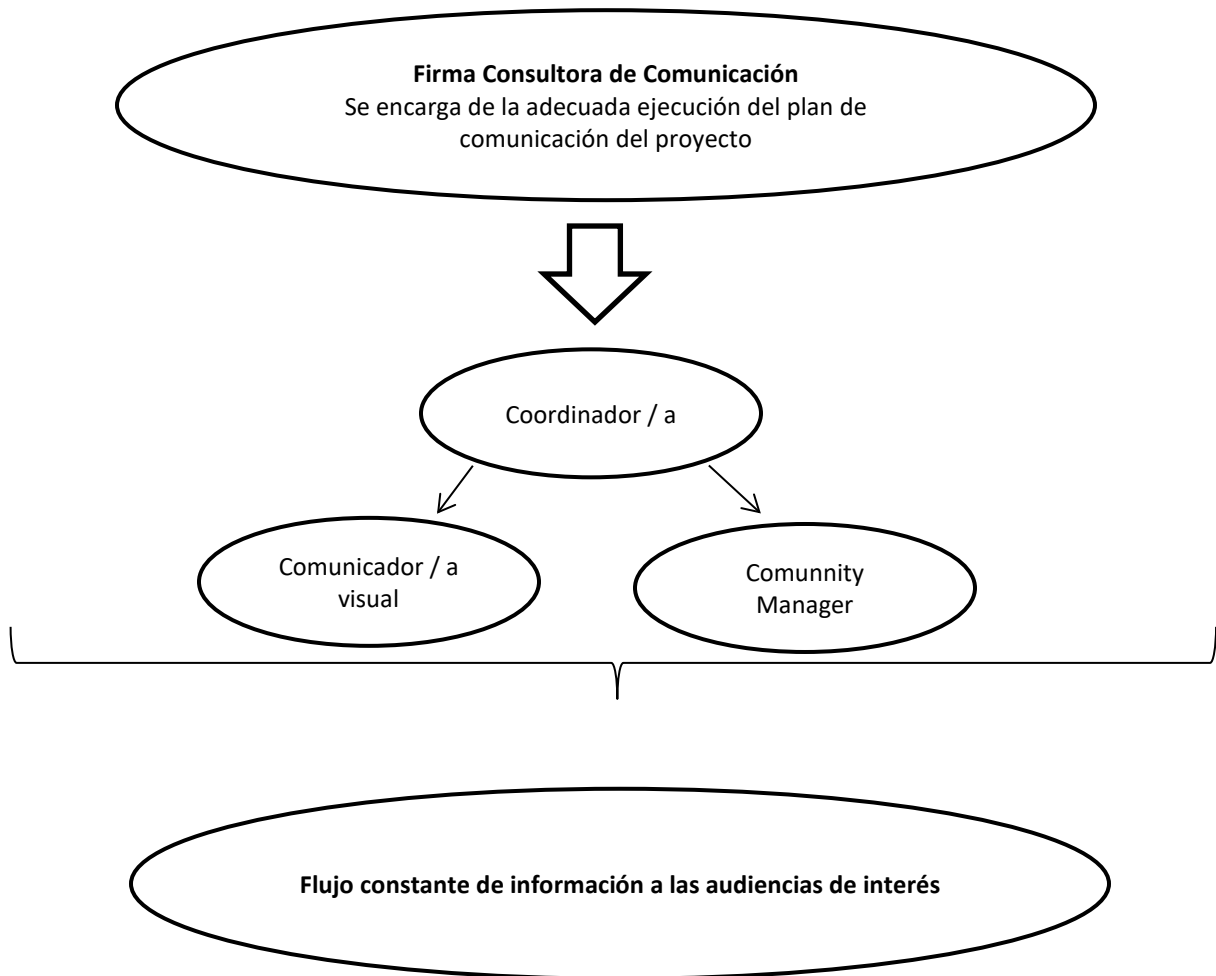 Firma Consultora de Comunicación
Se encarga de la adecuada ejecución del plan de
comunicación del proyecto
Coordinador / a
Comunicador / a
visual
Comunnity
Manager
Flujo constante de información a las audiencias de interés